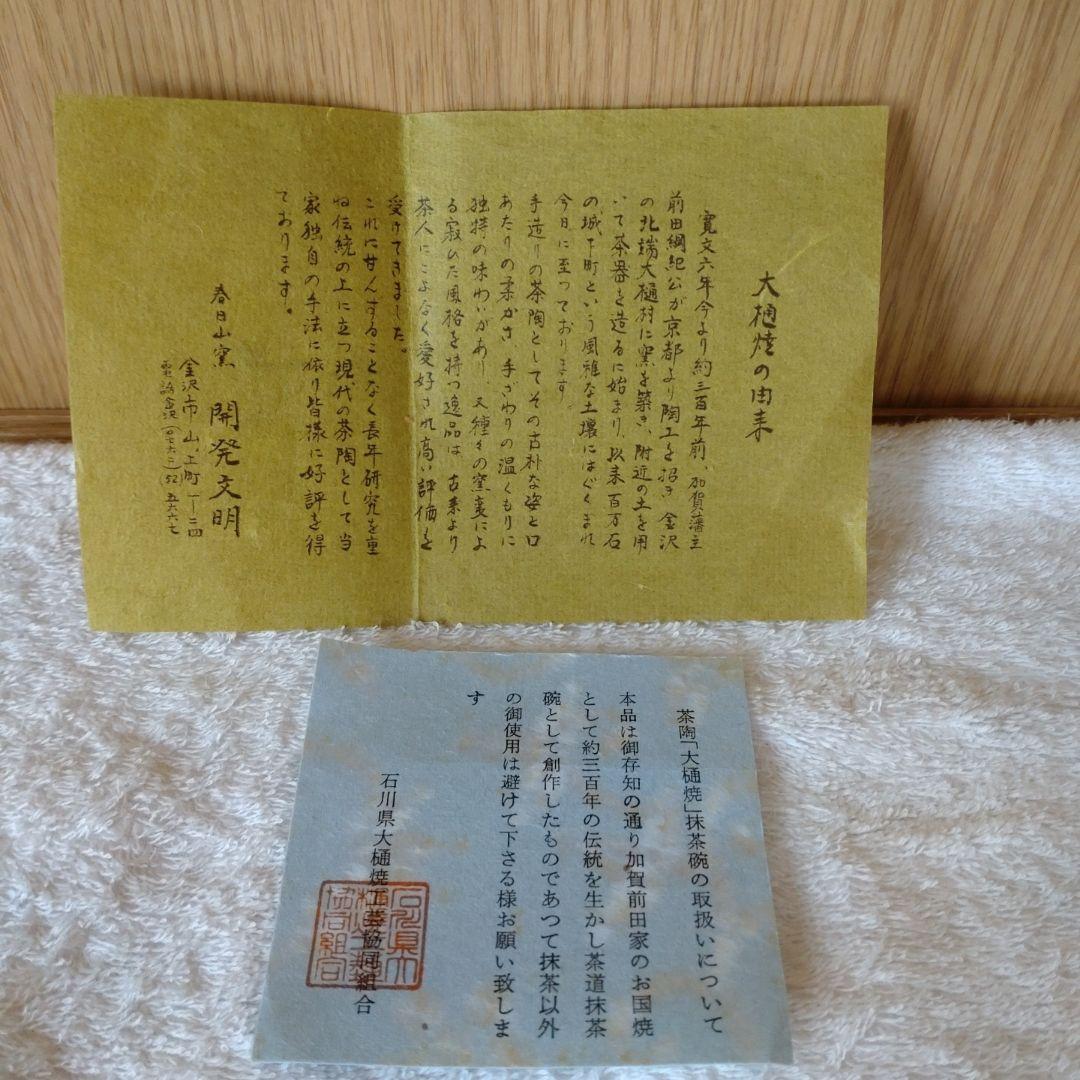 大樋焼の由来
寛文六年今より約三百年前、加賀藩主
前田綱紀公が京都より陶工を招き金沢
の北端大樋村に窯を築き、附近の土を用
いて茶器を造るに始まり、以来百万石
の城下町という風雅な土壌にはぐくまれ
今日に至っております。
手造りの茶陶としてその古朴な姿と口
あたりの柔かさ、手ざわりの温くもりに
独特の味わいがあり、又種々の窯変によ
る寂びた風格を持つ逸品は、古来より
茶人にこよなく愛好され高い評価を
受けてきました。
これに甘んずることなく長年研究を重
ね伝統の上に立つ現代の茶陶として当
家独自の手法に依り皆様に好評を得
ております。
春日山窯 開発文明
金沢市山の上町一ー二四
電話金沢(〇七六二)52五六六七
茶陶「大樋焼」抹茶碗の取扱いについて
本品は御存知の通り加賀前田家のお国焼
として約三百年の伝統を生かし茶道抹茶
碗として創作したものであつて抹茶以外
の御使用は避けて下さる様お願い致しま
す
石川県大樋焼工芸協同組合